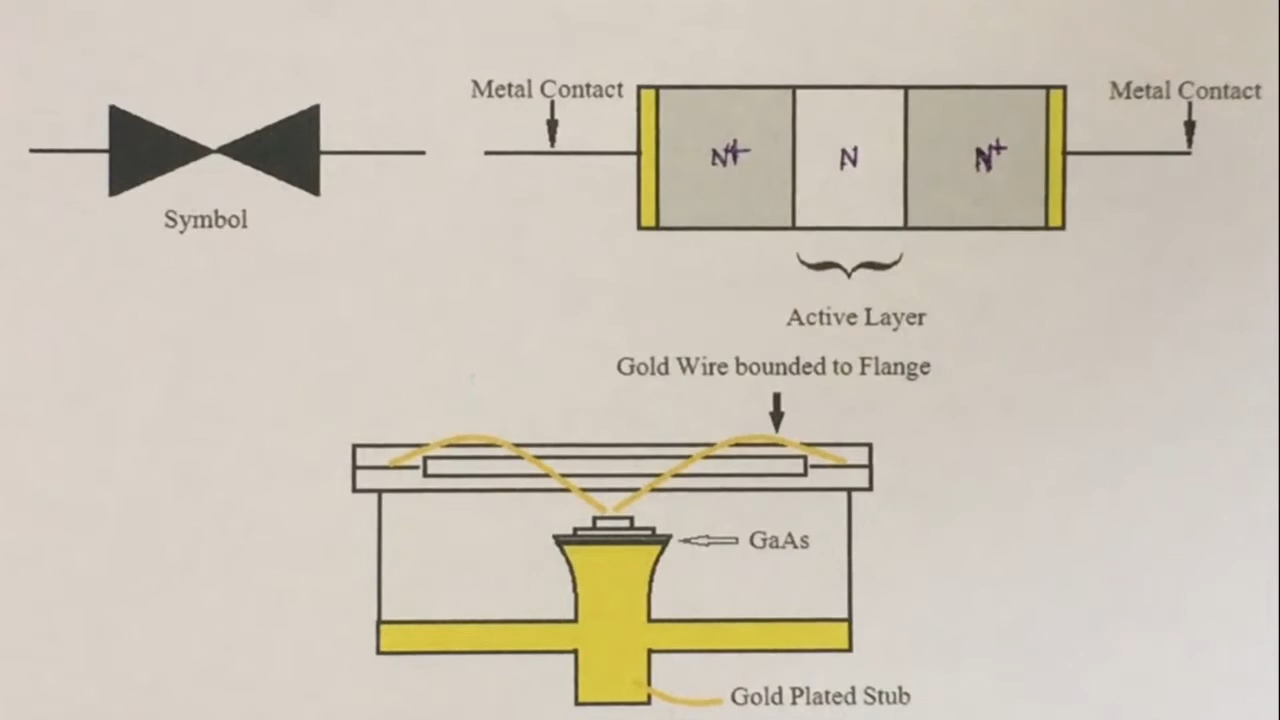 Metal Contact
Metal Contact
N+
N
N+
Symbol
Active Layer
Gold Wire bounded to Flange
GaAs
Gold Plated Stub